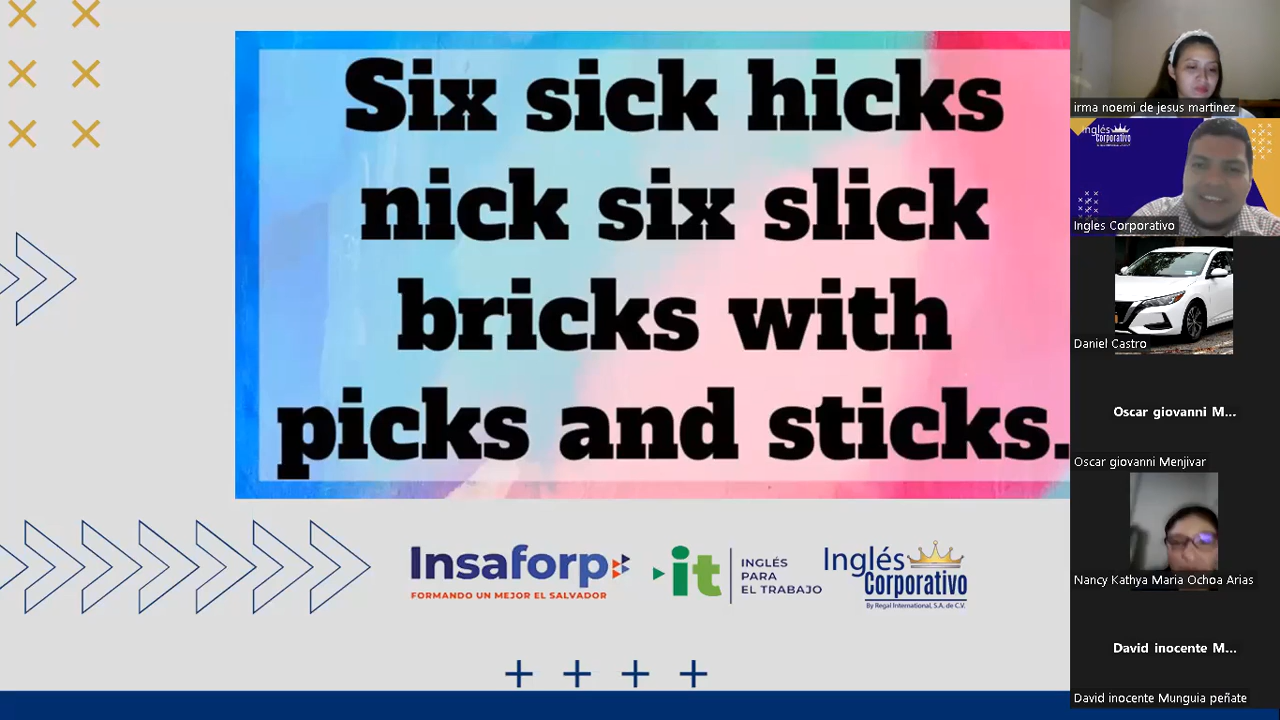 Six sick hicks
nick six slick
bricks with
picks and sticks.
Insaforp
FORMANDO UN MEJOR EL SALVADOR
it
INGLÉS
PARA
EL TRABAJO
Inglés
Corporativo
By Regal International, S.A. de C.V.
irma noemi de jesus martinez
Inglés
Corporativo
Ingles Corporativo
Daniel Castro
Oscar giovanni M...
Oscar giovanni Menjivar
Nancy Kathya Maria Ochoa Arias
David inocente M...
David inocente Munguia peñate